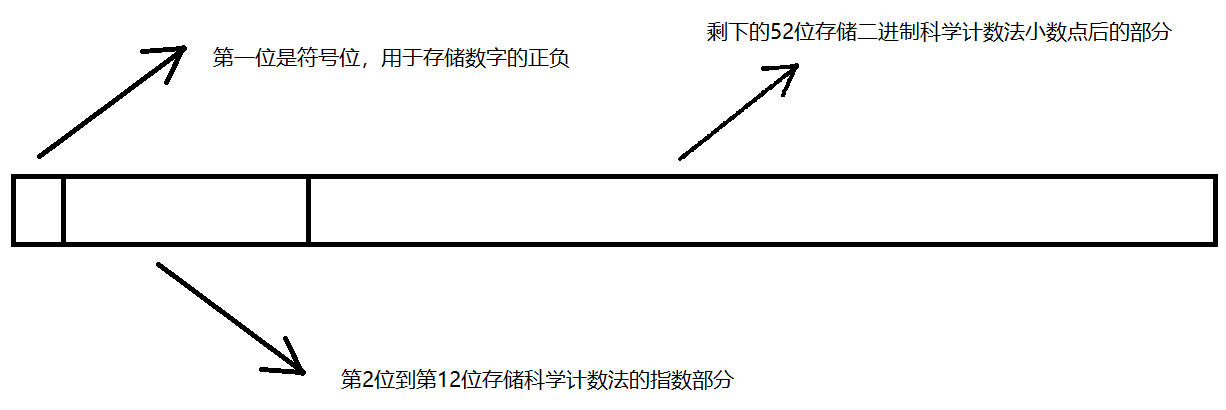 剩下的52位存储二进制科学计数法小数点后的部分
第一位是符号位，用于存储数字的正负
第2位到第12位存储科学计数法的指数部分